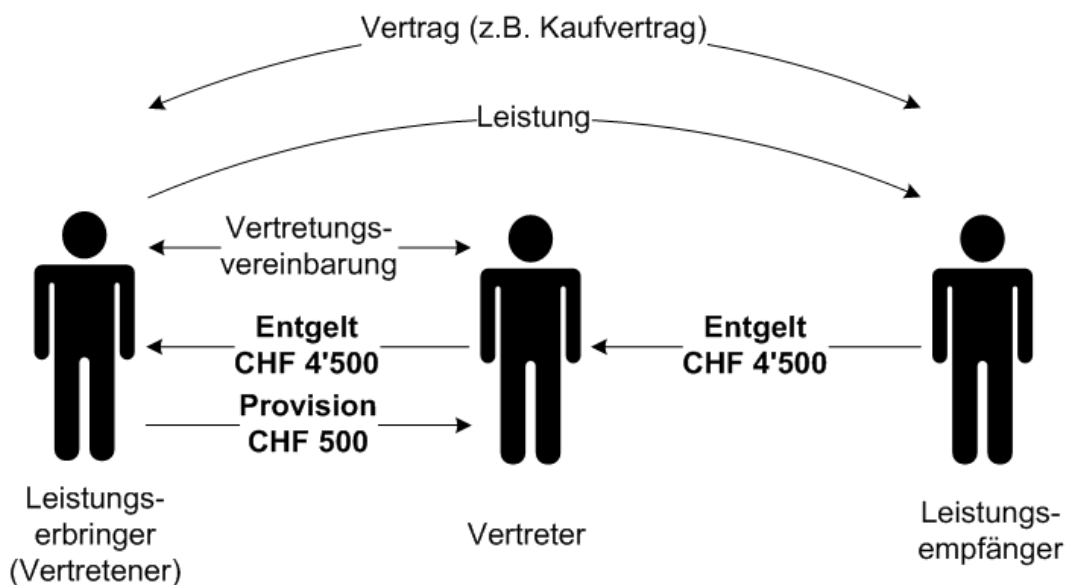 Vertrag (z.B. Kaufvertrag)
Leistung
Vertretungs-
vereinbarung
Entgelt
CHF 4'500
Entgelt
CHF 4'500
Provision
CHF 500
Leistungs-
erbringer
(Vertretener)
Vertreter
Leistungs-
empfänger